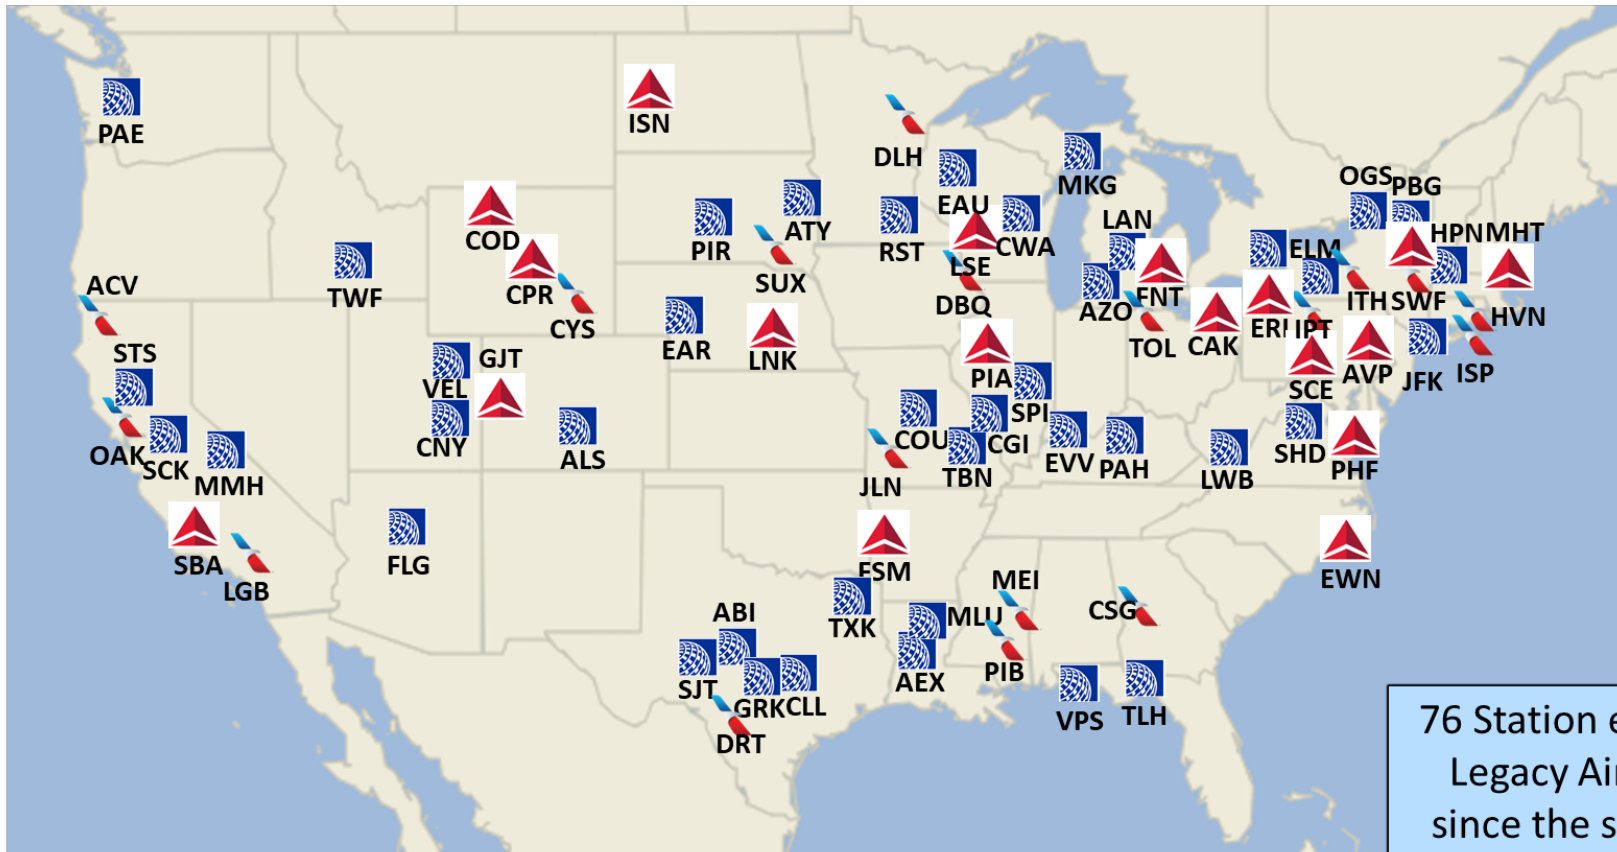 PAE
ISN
DLH
MKG
OGS
PBG
COD
PIR
ATY
RST
EAU
CWA
LAN
ELM
HPN
MHT
TWF
CPR
CYS
SUX
LSE
DBQ
AZO
FNT
ITH
SWF
HVN
ACV
EAR
LNK
TOL
CAK
ERI
IPT
STS
VEL
GJT
PIA
SCE
AVP
JFK
ISP
OAK
SCK
MMH
CNY
ALS
COU
SPI
CGI
JLN
TBN
EVV
PAH
LWB
SHD
PHF
SBA
LGB
FLG
FSM
EWN
ABI
TXK
MLU
MEI
CSG
SJT
GRK
CLL
AEX
PIB
DRT
VPS
TLH
76 Station
Legacy
since the